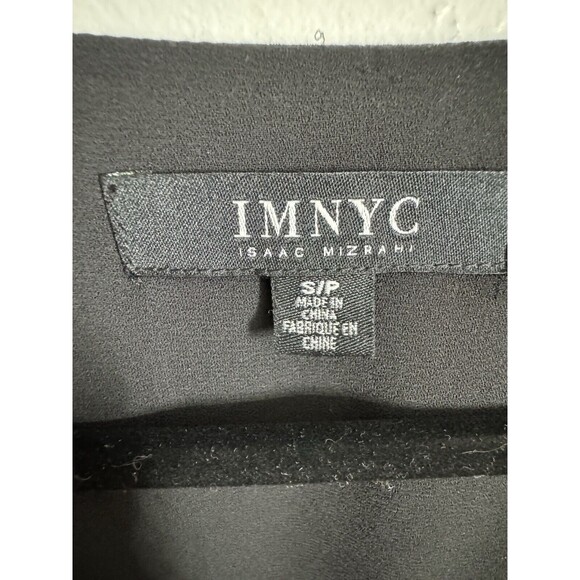 IMNYC
ISAAC MIZRAHI
S/P
MADE IN
CHINA
FABRIQUE EN
CHINE